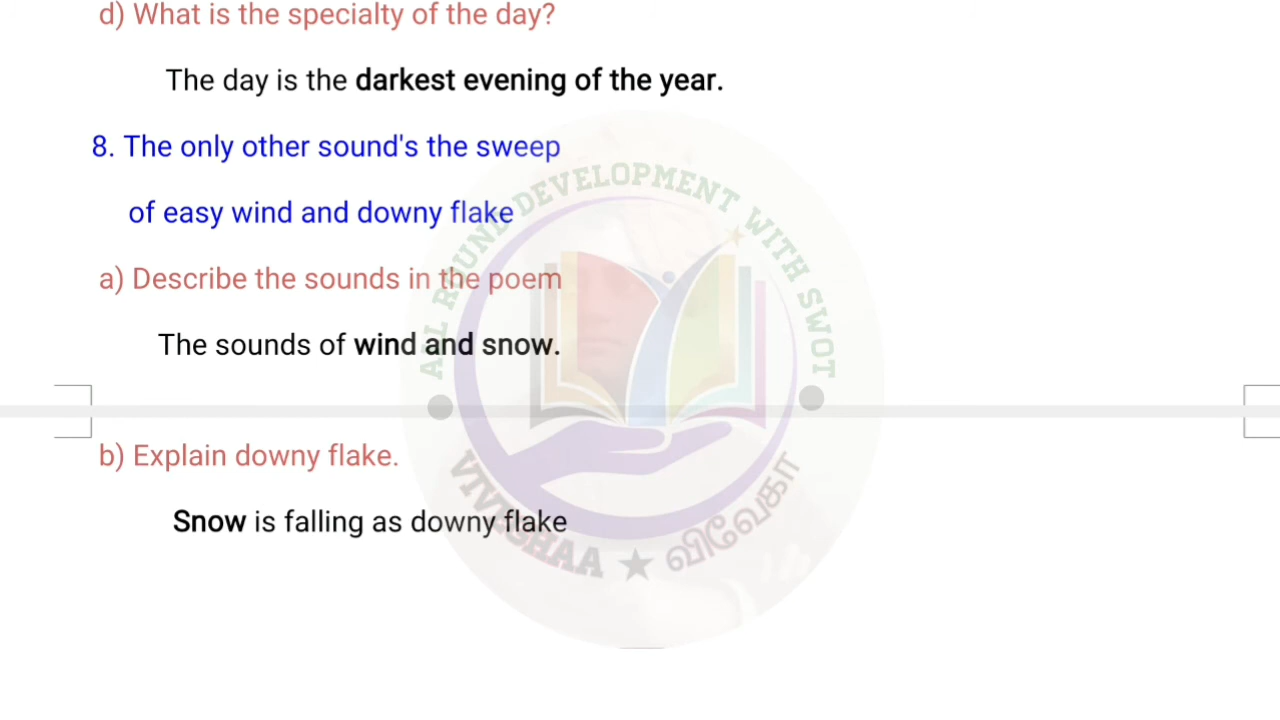 d) What is the specialty of the day?
The day is the darkest evening of the year.
8. The only other sound's the sweep
of easy wind and downy flake
a) Describe the sounds in the poem
The sounds of wind and snow.
b) Explain downy flake.
Snow is falling as downy flake
ALL ROUND DEVELOPMENT WITH SWOT
விவேகா